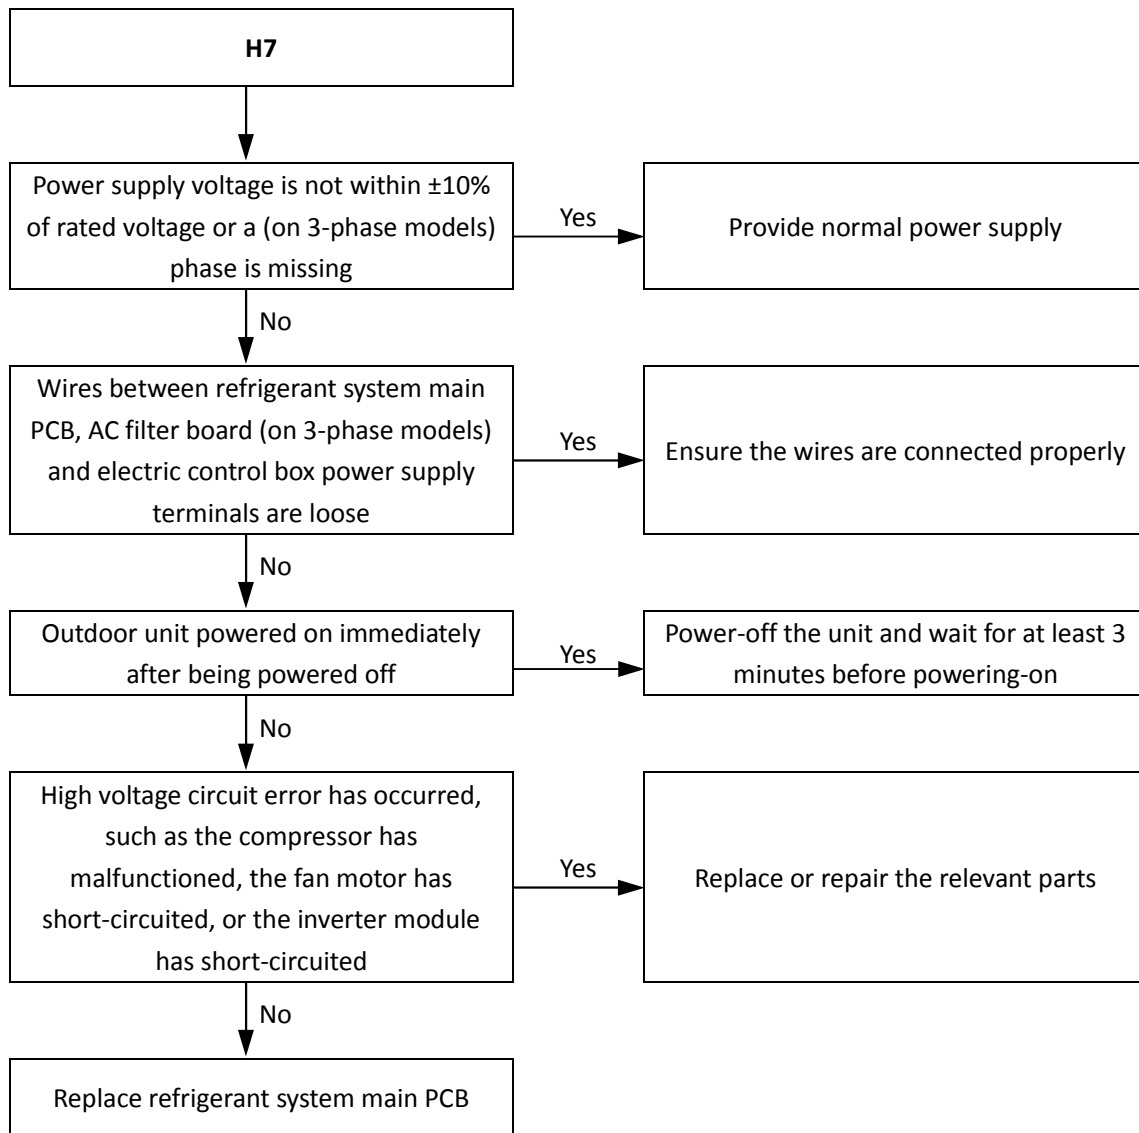 H7
Power supply voltage is not within ±10%
of rated voltage or a (on 3-phase models)
phase is missing
Yes
Provide normal power supply
No
Wires between refrigerant system main
PCB, AC filter board (on 3-phase models)
and electric control box power supply
terminals are loose
Yes
Ensure the wires are connected properly
No
Outdoor unit powered on immediately
after being powered off
Yes
Power-off the unit and wait for at least 3
minutes before powering-on
No
High voltage circuit error has occurred,
such as the compressor has
malfunctioned, the fan motor has
short-circuited, or the inverter module
has short-circuited
Yes
Replace or repair the relevant parts
No
Replace refrigerant system main PCB